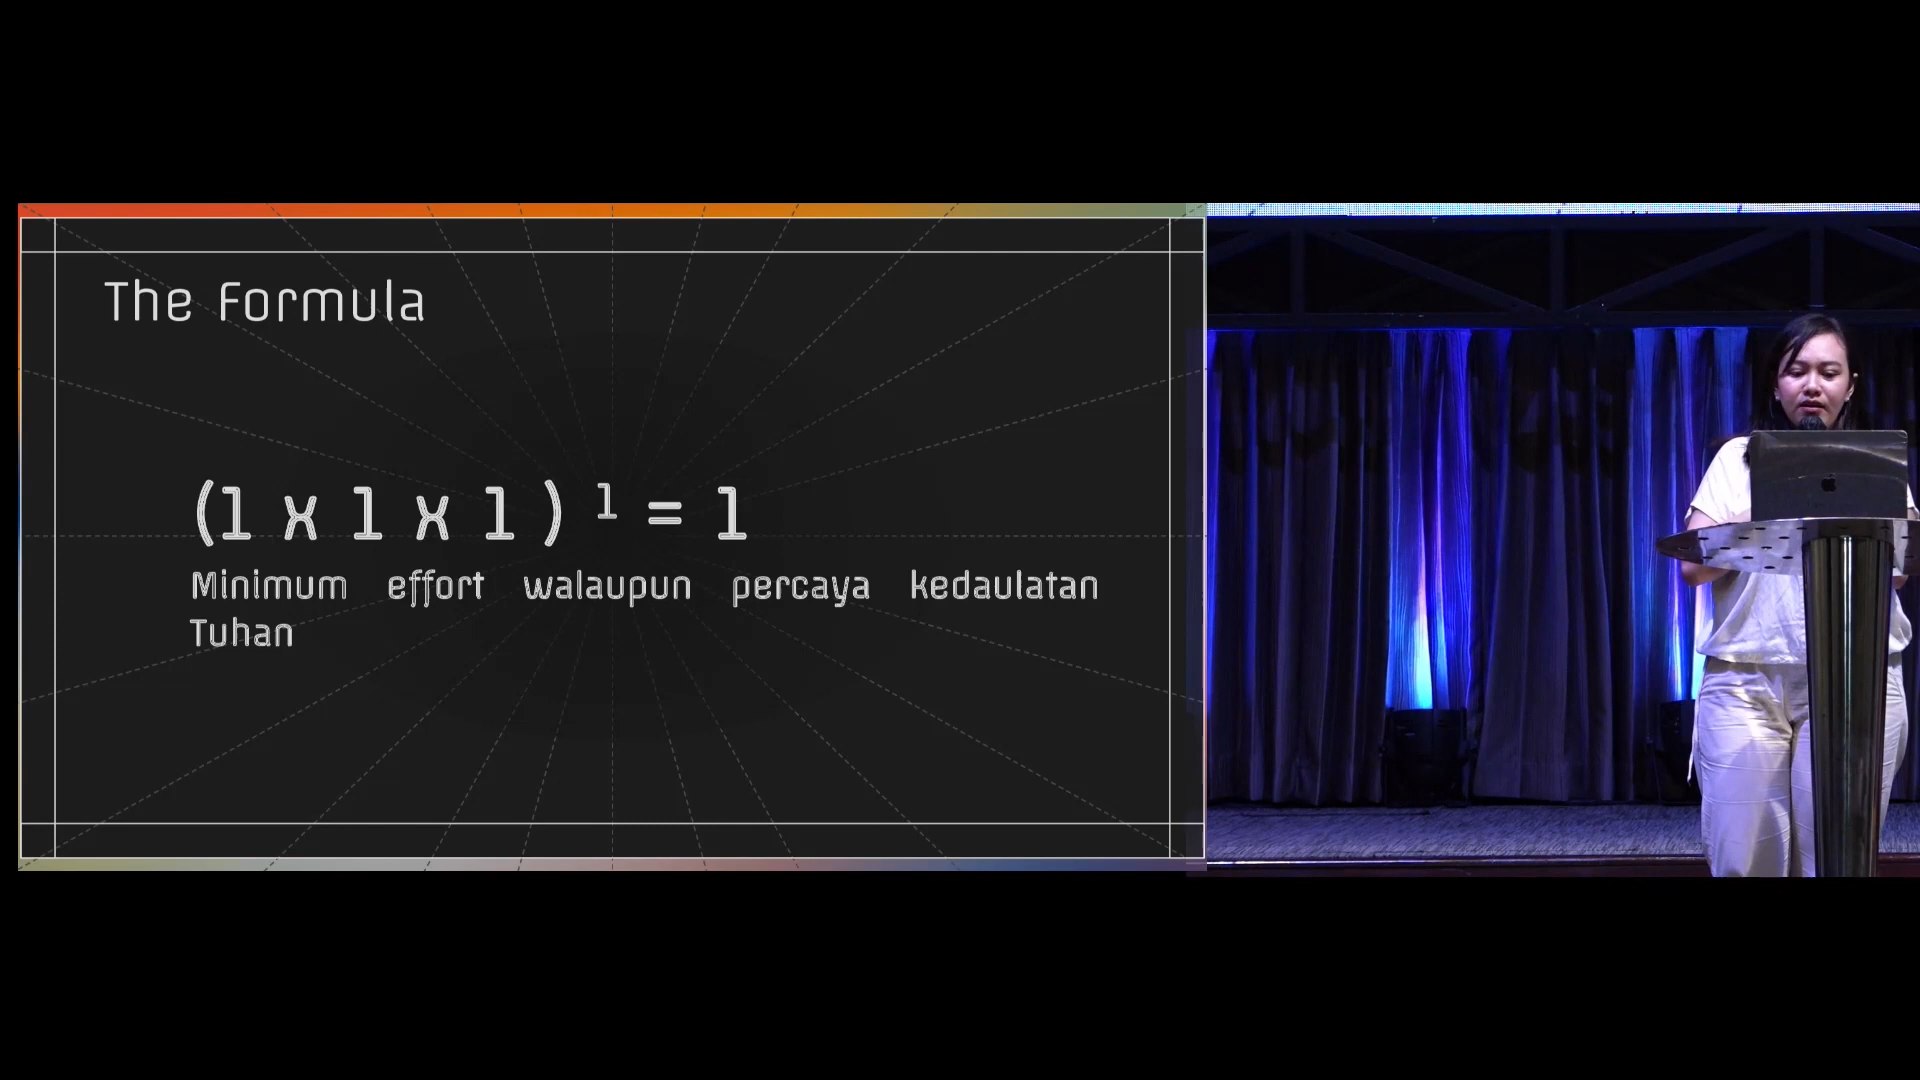 The Formula
(1 x 1 x 1 ) ¹ = 1
Minimum effort walaupun percaya kedaulatan
Tuhan